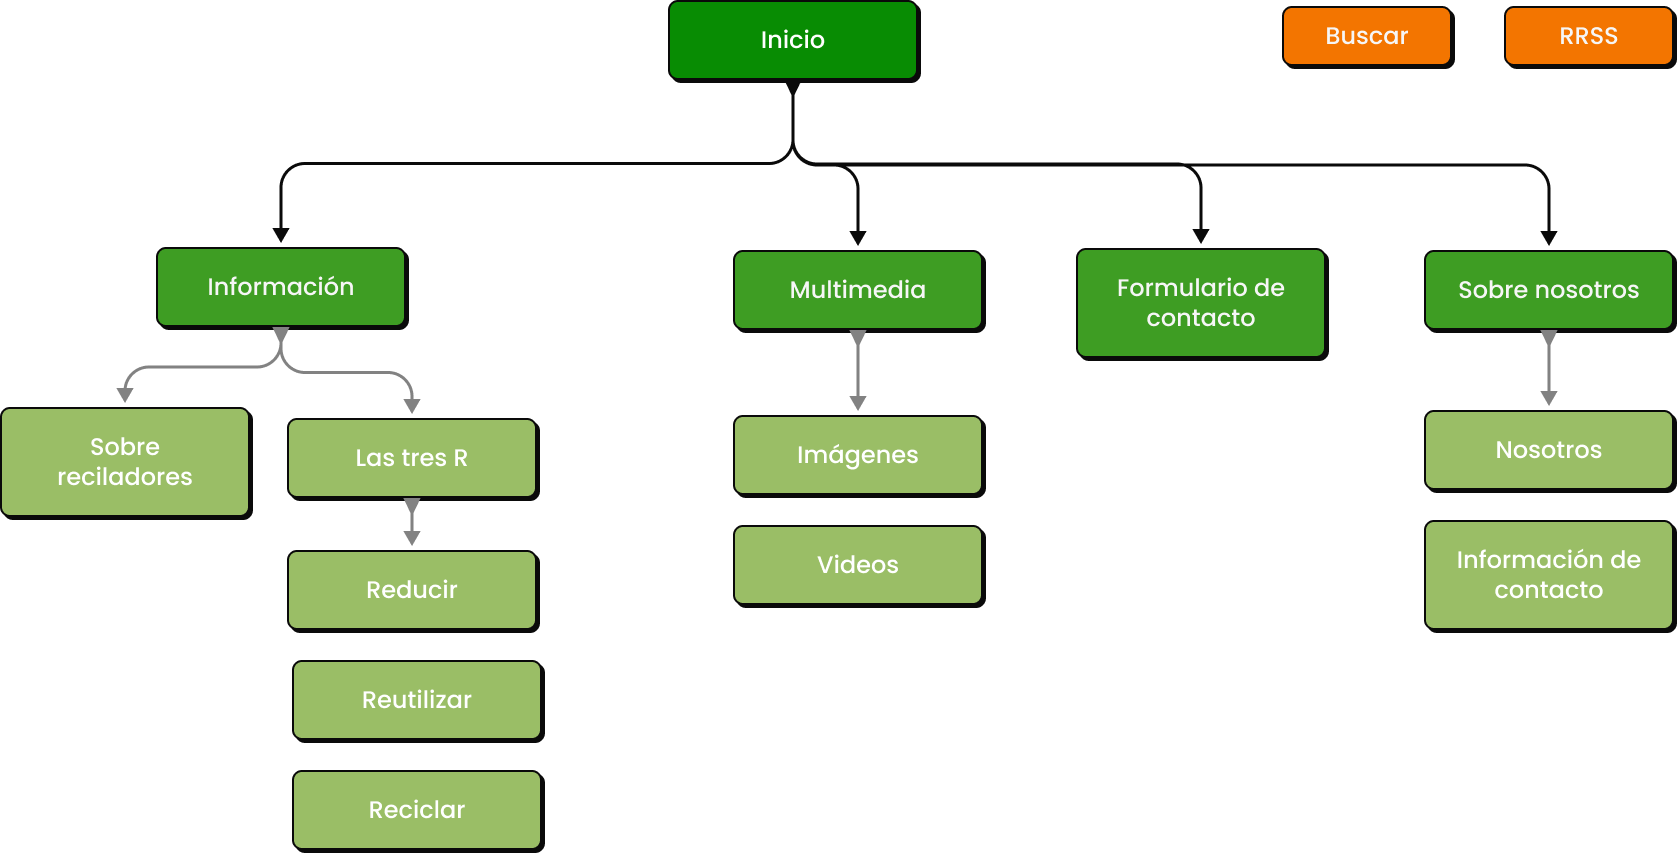 Inicio
Buscar
RRSS
Información
Multimedia
Formulario de
contacto
Sobre nosotros
Sobre
reciladores
Las tres R
Imágenes
Nosotros
Videos
Información de
contacto
Reducir
Reutilizar
Reciclar